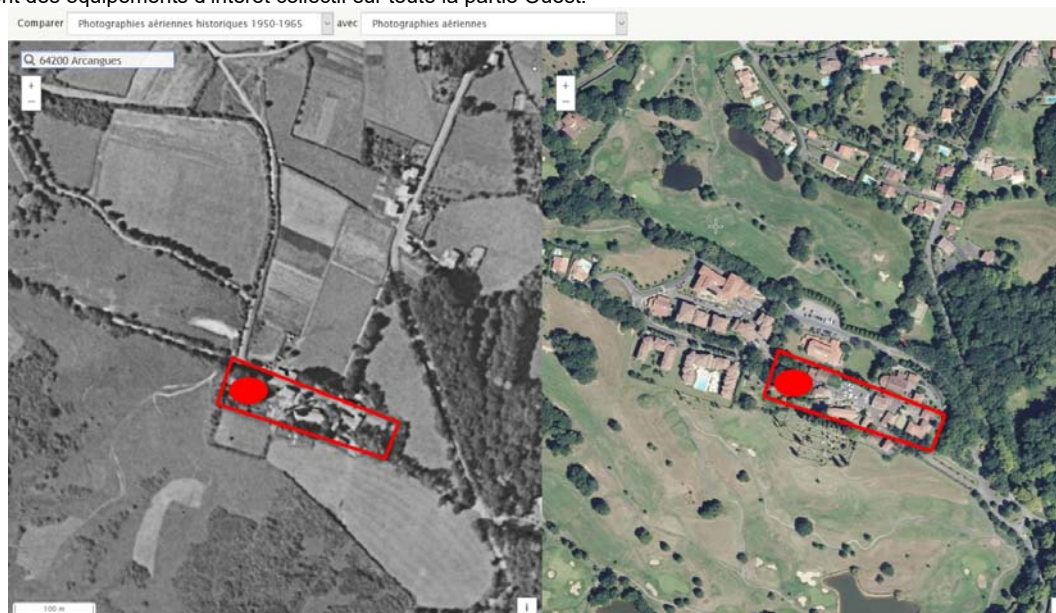 nt des équipements d'intérêt collectif sur toute la partie Ouest.
Comparer Photographies aériennes historiques 1950-1965 avec Photographies aériennes
64200 Arcangues
+ +
– –
100 m i